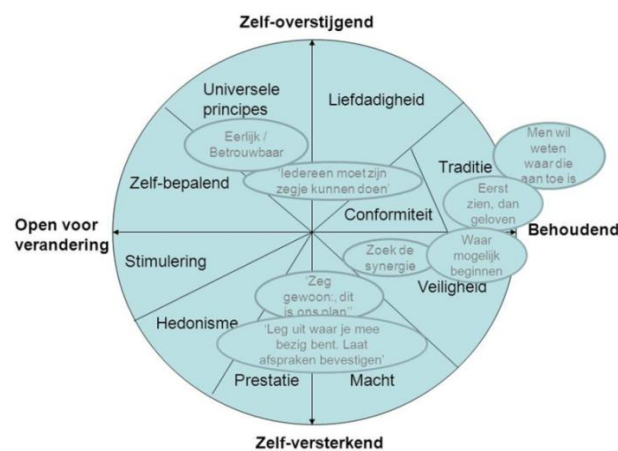 Zelf-overstijgend
Universele
principes
Liefdadigheid
Eerlijk /
Betrouwbaar
Men wil
weten
waar die
aan toe is
Traditie
Zelf-bepalend
'Iedereen moet zijn
zegje kunnen doen'
Eerst
zien, dan
geloven
Conformiteit
Open voor
verandering
Behoudend
Waar
mogelijk
beginnen
Zoek de
synergie
Stimulering
Veiligheid
'Zeg
gewoon:, dit
is ons plan''
Hedonisme
'Leg uit waar je mee
bezig bent. Laat
afspraken bevestigen'
Prestatie
Macht
Zelf-versterkend